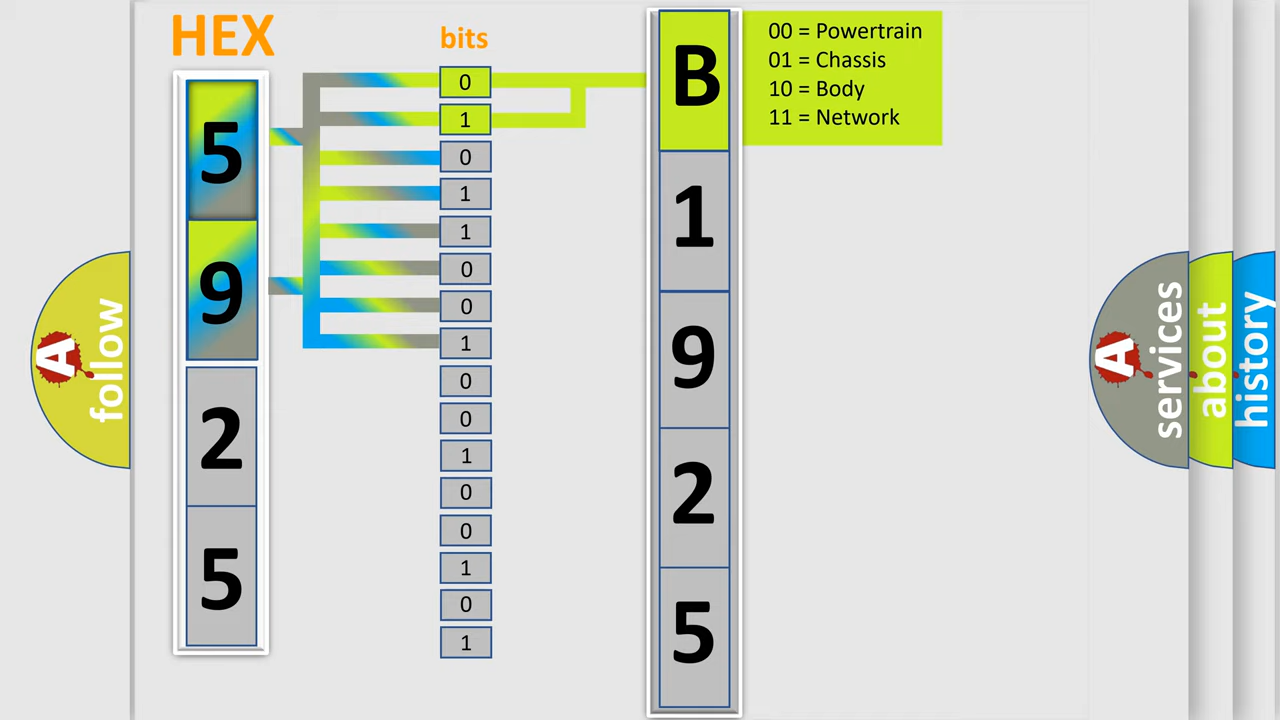 HEX
bits
5
9
2
5
0
1
0
1
1
0
0
1
0
0
1
0
0
1
0
1
B
1
9
2
5
00 = Powertrain
01 = Chassis
10 = Body
11 = Network
A follow
A services
about
history